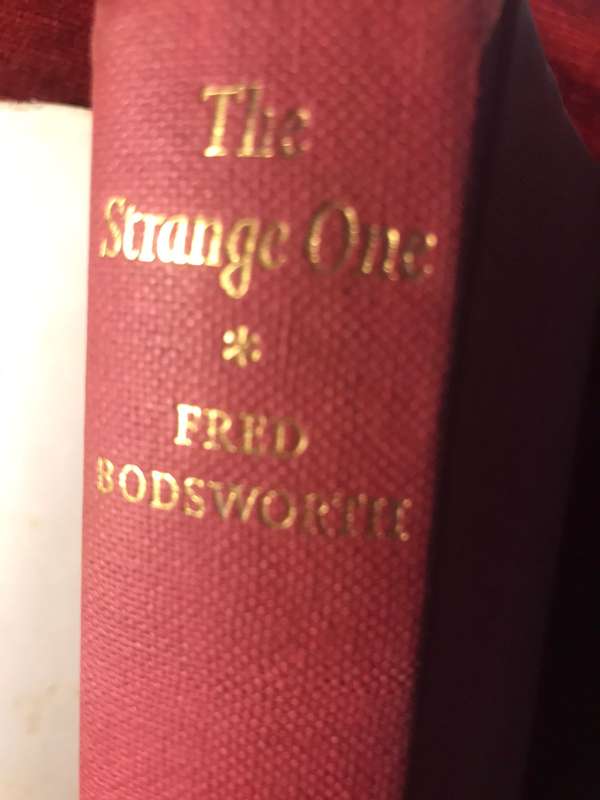 The
Strange One
*
FRED
BODSWORTH